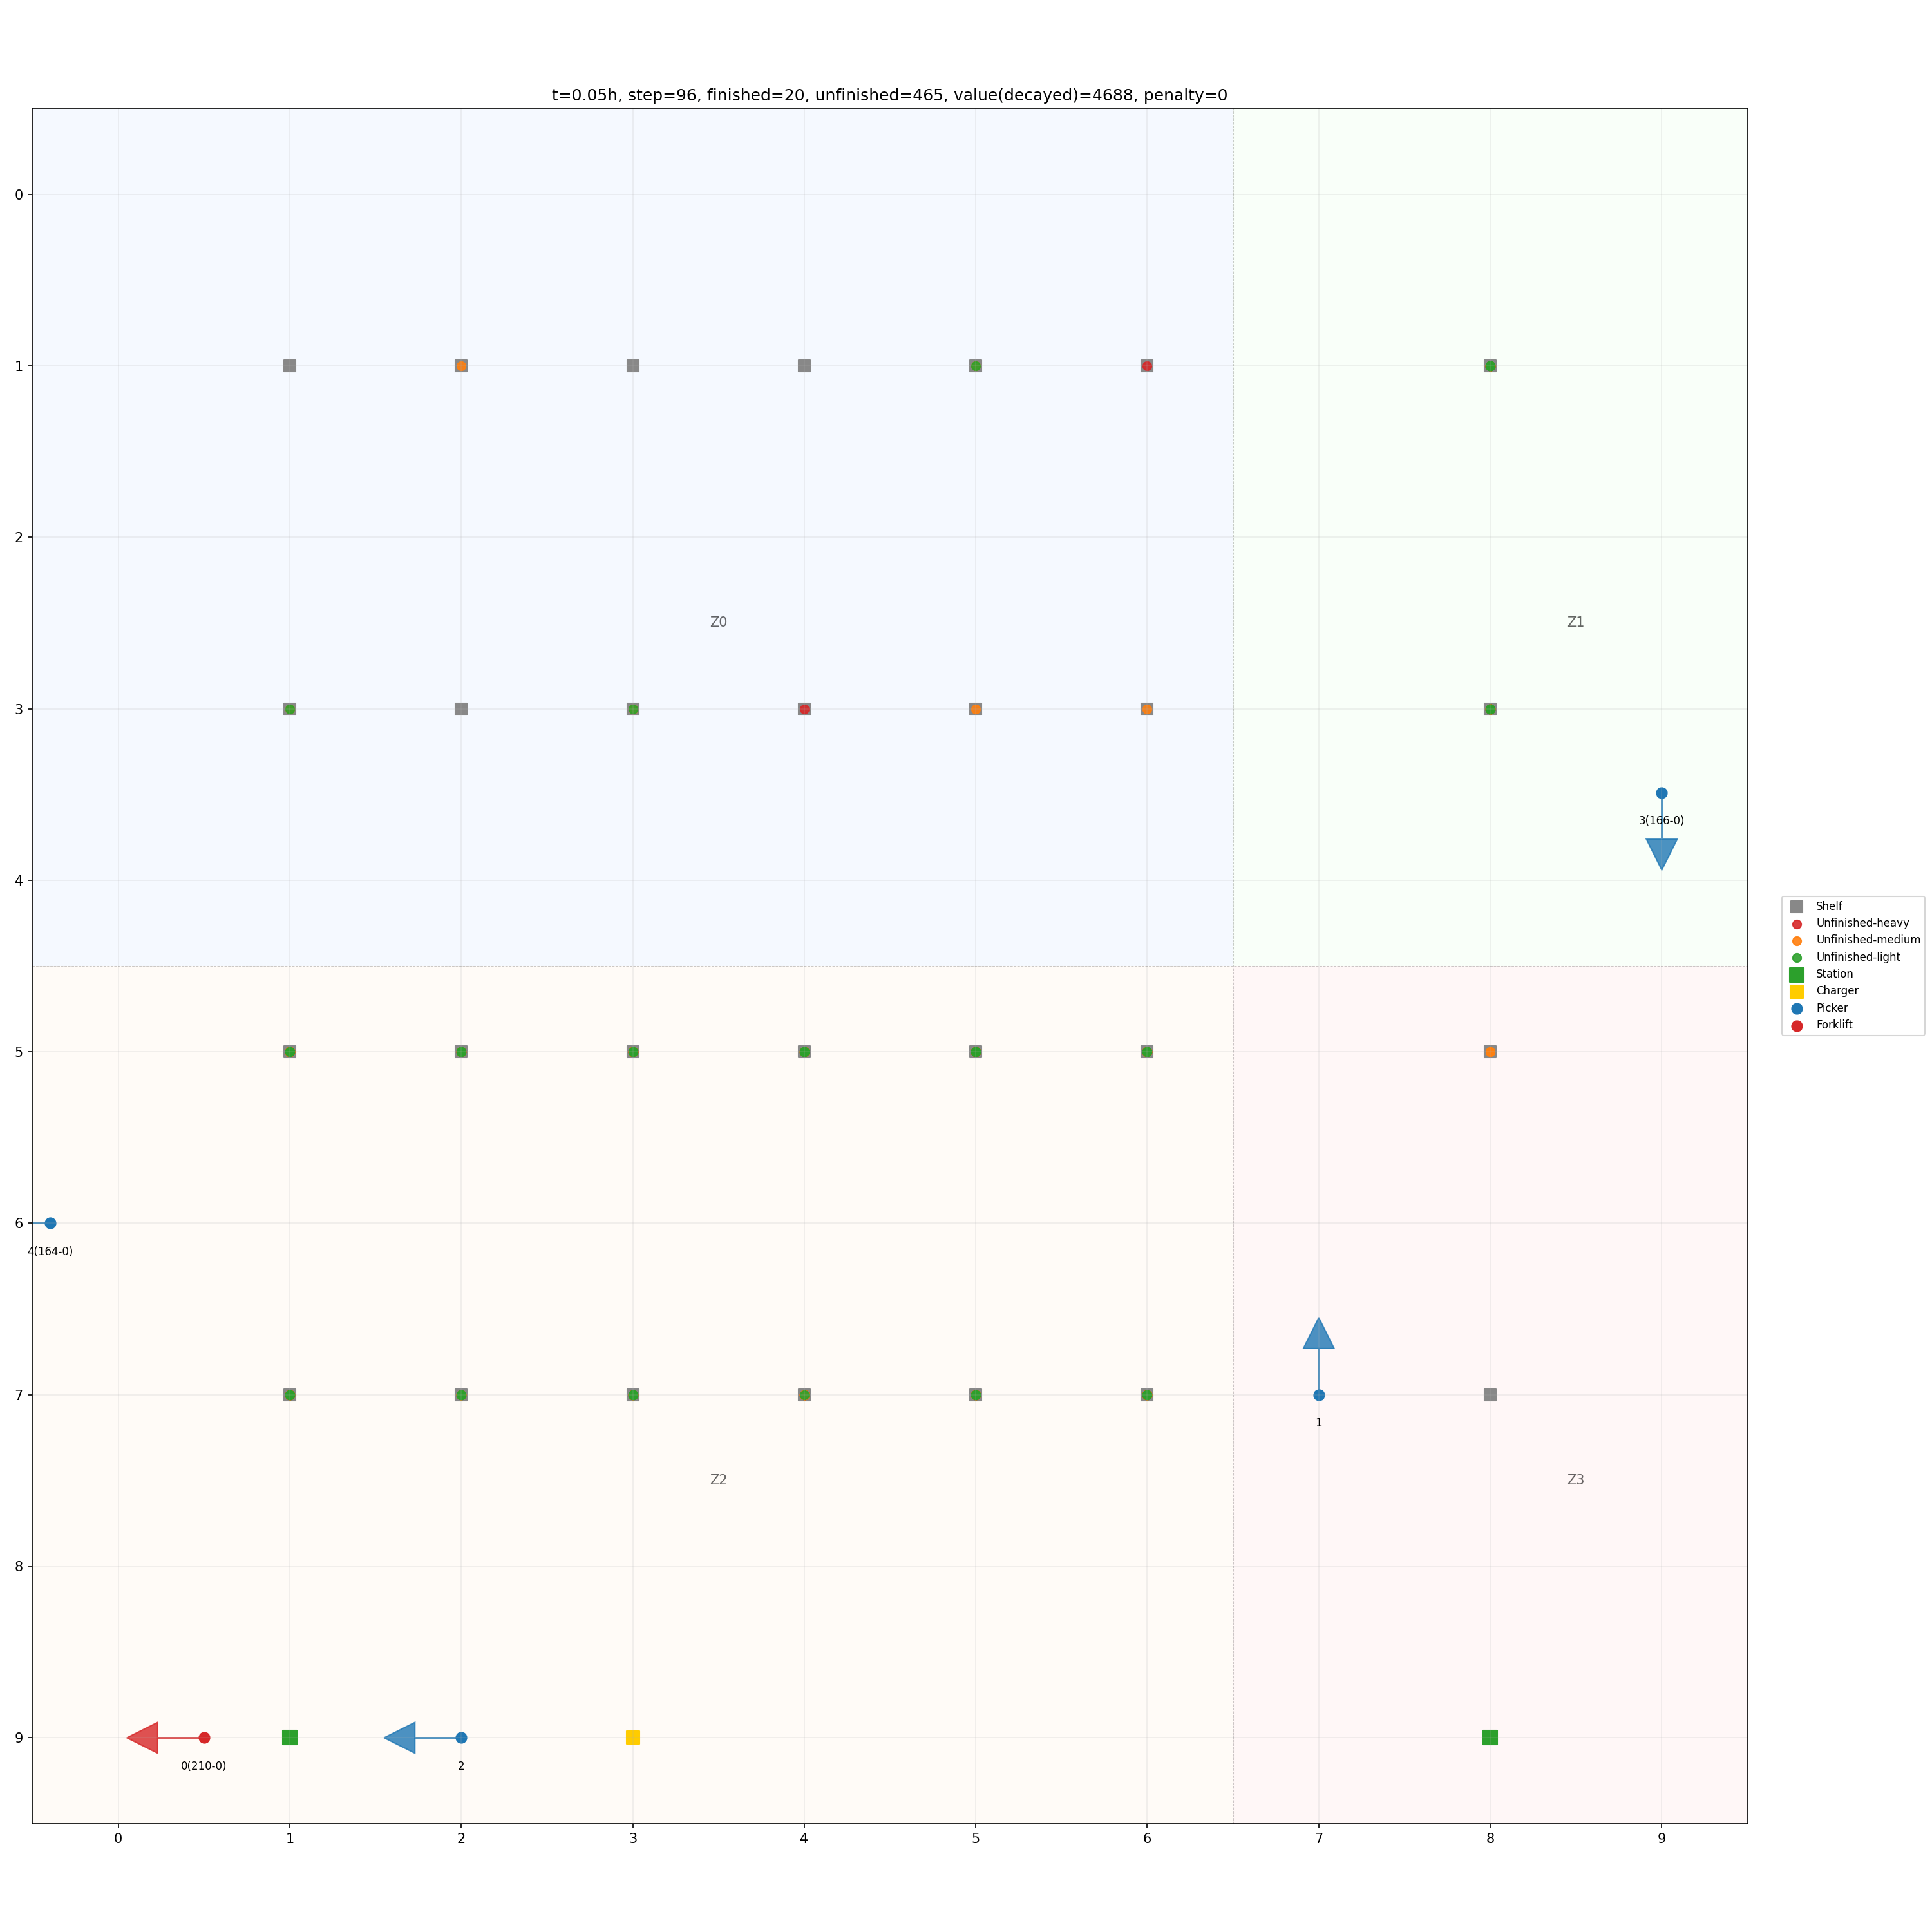 t=0.05h, step=96, finished=20, unfinished=465, value(decayed)=4688, penalty=0
0
1
2
Z0
Z1
3
3(166-0)
4
Shelf
Unfinished-heavy
Unfinished-medium
Unfinished-light
Station
Charger
Picker
Forklift
5
6
4(164-0)
7
1
Z2
Z3
8
9
0(210-0)
2
0 1 2 3 4 5 6 7 8 9